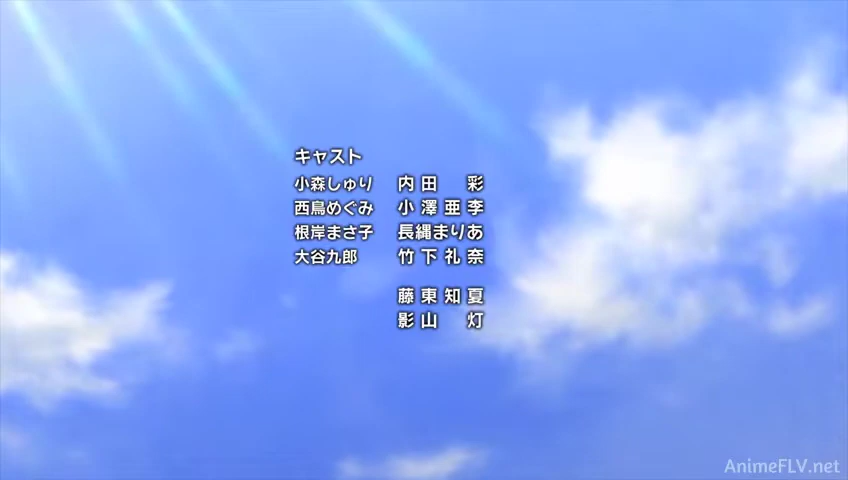 キャスト
小森しゅり 内田 彩
西鳥めぐみ 小澤亜李
根岸まさ子 長縄まりあ
大谷九郎 竹下礼奈
藤東知夏
影山 灯
AnimeFLV.net